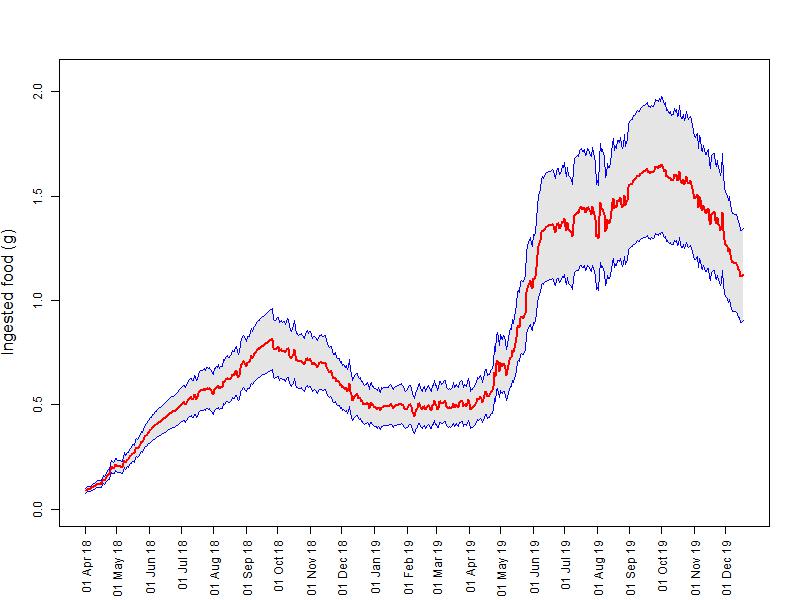 Ingested food (g)
2.0
1.5
1.0
0.5
0.0
01 Apr 18
01 May 18
01 Jun 18
01 Jul 18
01 Aug 18
01 Sep 18
01 Oct 18
01 Nov 18
01 Dec 18
01 Jan 19
01 Feb 19
01 Mar 19
01 Apr 19
01 May 19
01 Jun 19
01 Jul 19
01 Aug 19
01 Sep 19
01 Oct 19
01 Nov 19
01 Dec 19